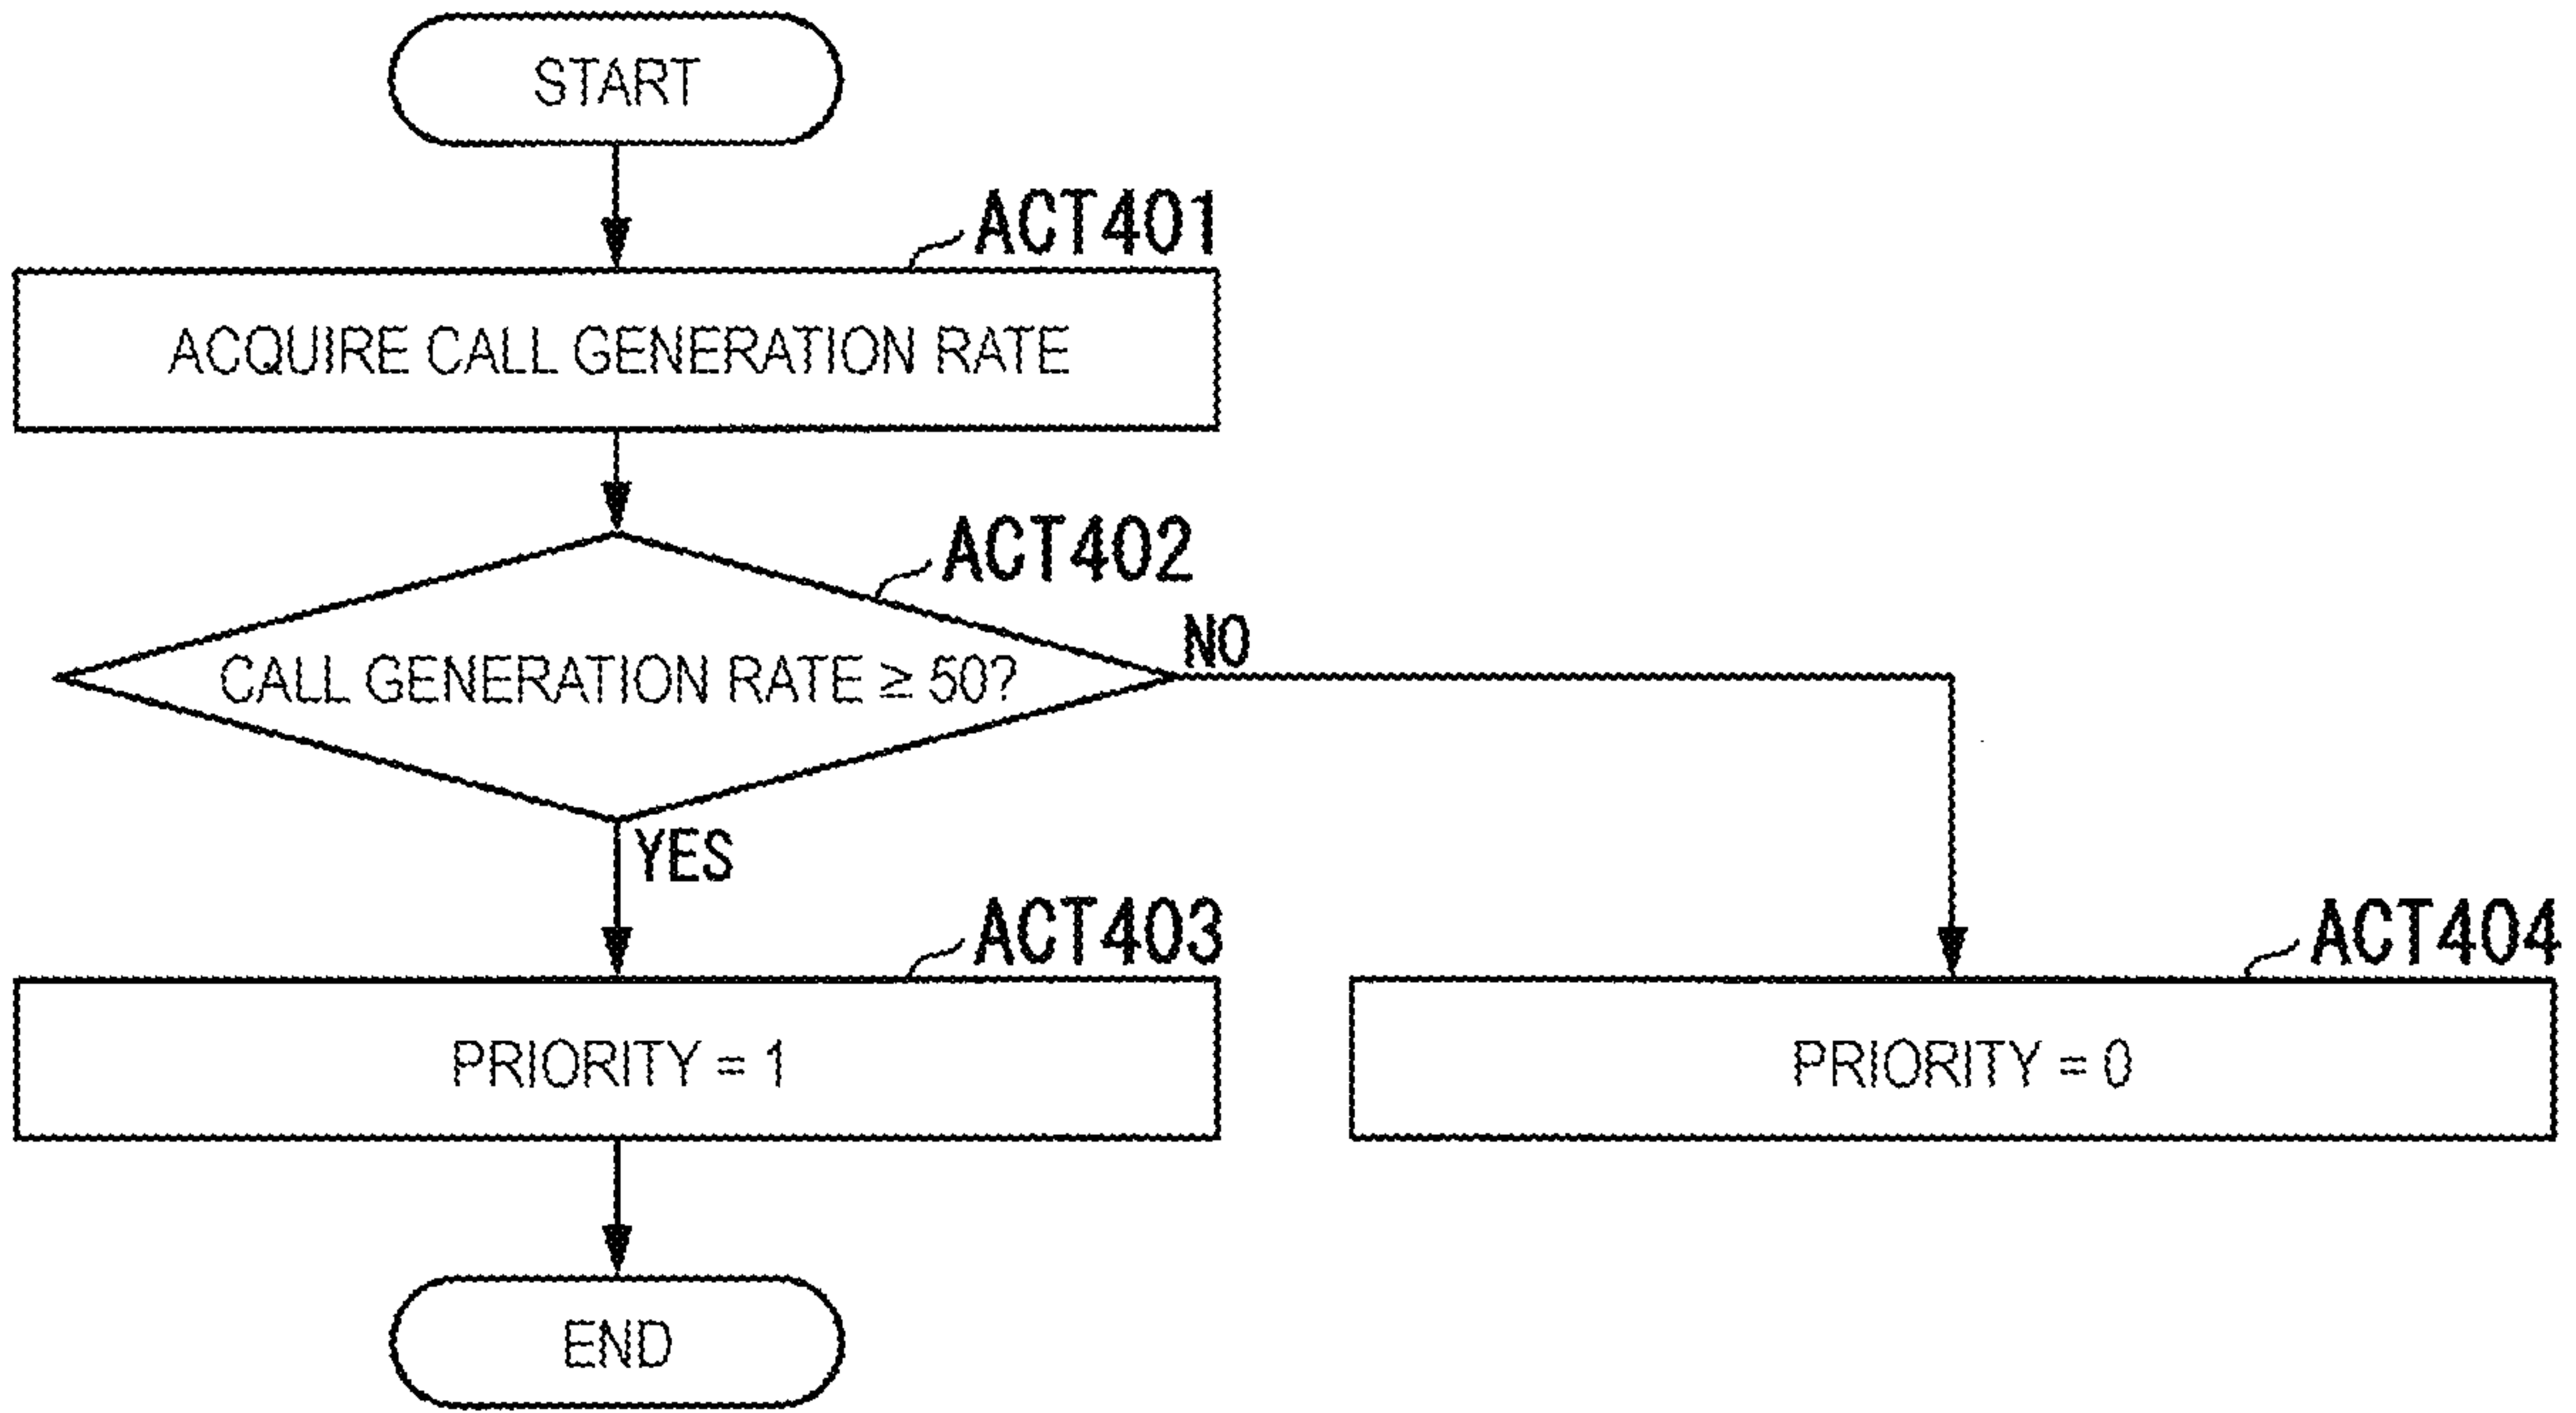 START
ACT401
ACQUIRE CALL GENERATION RATE
ACT402
CALL GENERATION RATE ≥ 50?
NO
YES
ACT403
PRIORITY = 1
ACT404
PRIORITY = 0
END